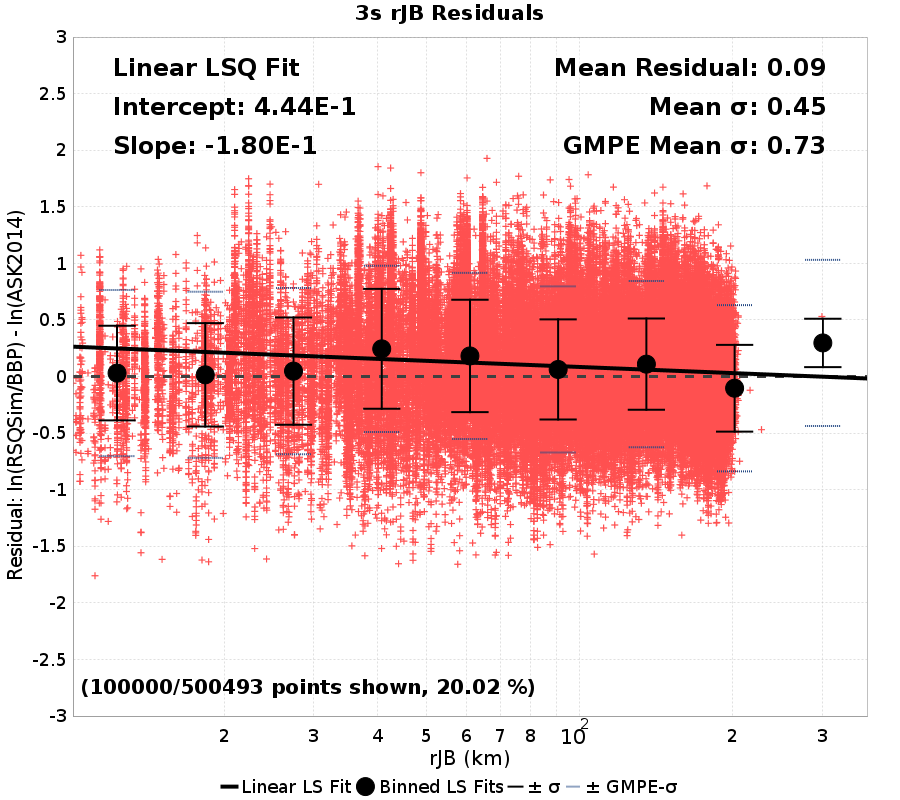 3s rJB Residuals
Linear LSQ Fit
Intercept: 4.44E-1
Slope: -1.80E-1
Mean Residual: 0.09
Mean σ: 0.45
GMPE Mean σ: 0.73
Residual: ln(RSQSim/BBP) - ln(ASK2014)
3
2.5
2
1.5
1
0.5
0
-0.5
-1
-1.5
-2
-2.5
-3
(100000/500493 points shown, 20.02 %)
2 3 4 5 6 7 8 10² 2 3
rJB (km)
Linear LS Fit Binned LS Fits ± σ ± GMPE-σ